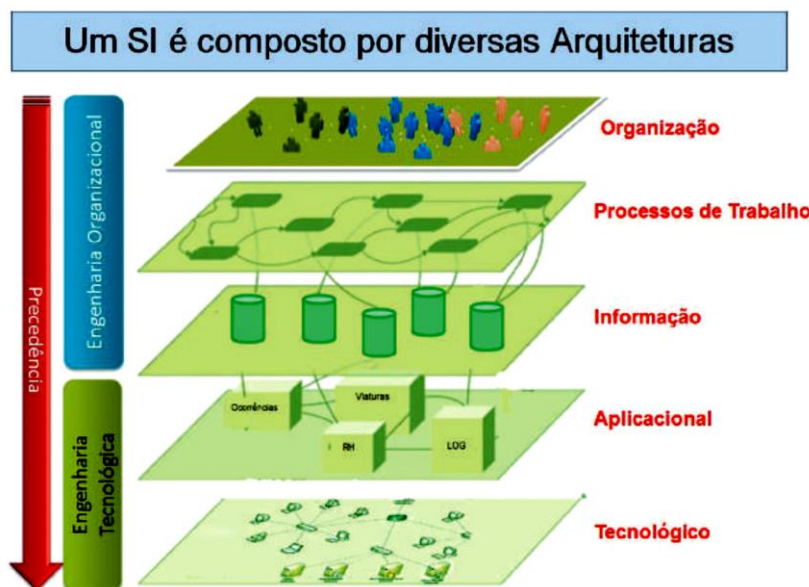 Um SI é composto por diversas Arquiteturas
Precedência
Engenharia Organizacional
Engenharia
Tecnológica
Organização
Processos de Trabalho
Informação
Ocorrências
Viaturas
RH
LOG
Aplicacional
Tecnológico